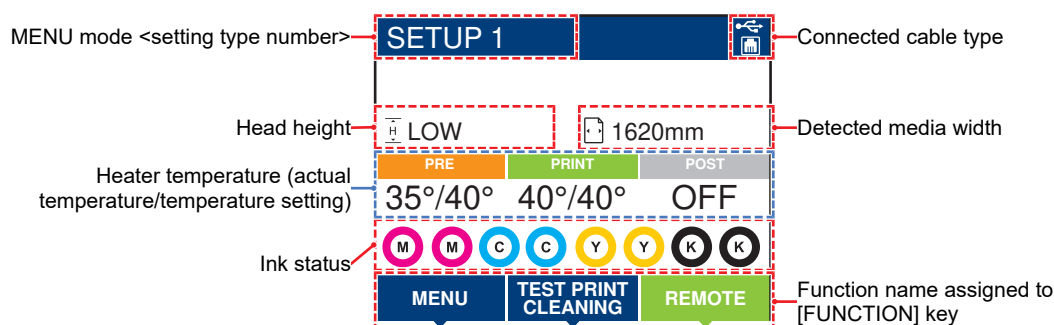 MENU mode <setting type number>
SETUP 1
Connected cable type
Head height
H
LOW
1620mm
Detected media width
Heater temperature (actual
temperature/temperature setting)
PRE
PRINT
POST
35°/40°
40°/40°
OFF
Ink status
M M C C Y Y K K
MENU
TEST PRINT
CLEANING
REMOTE
Function name assigned to
[FUNCTION] key